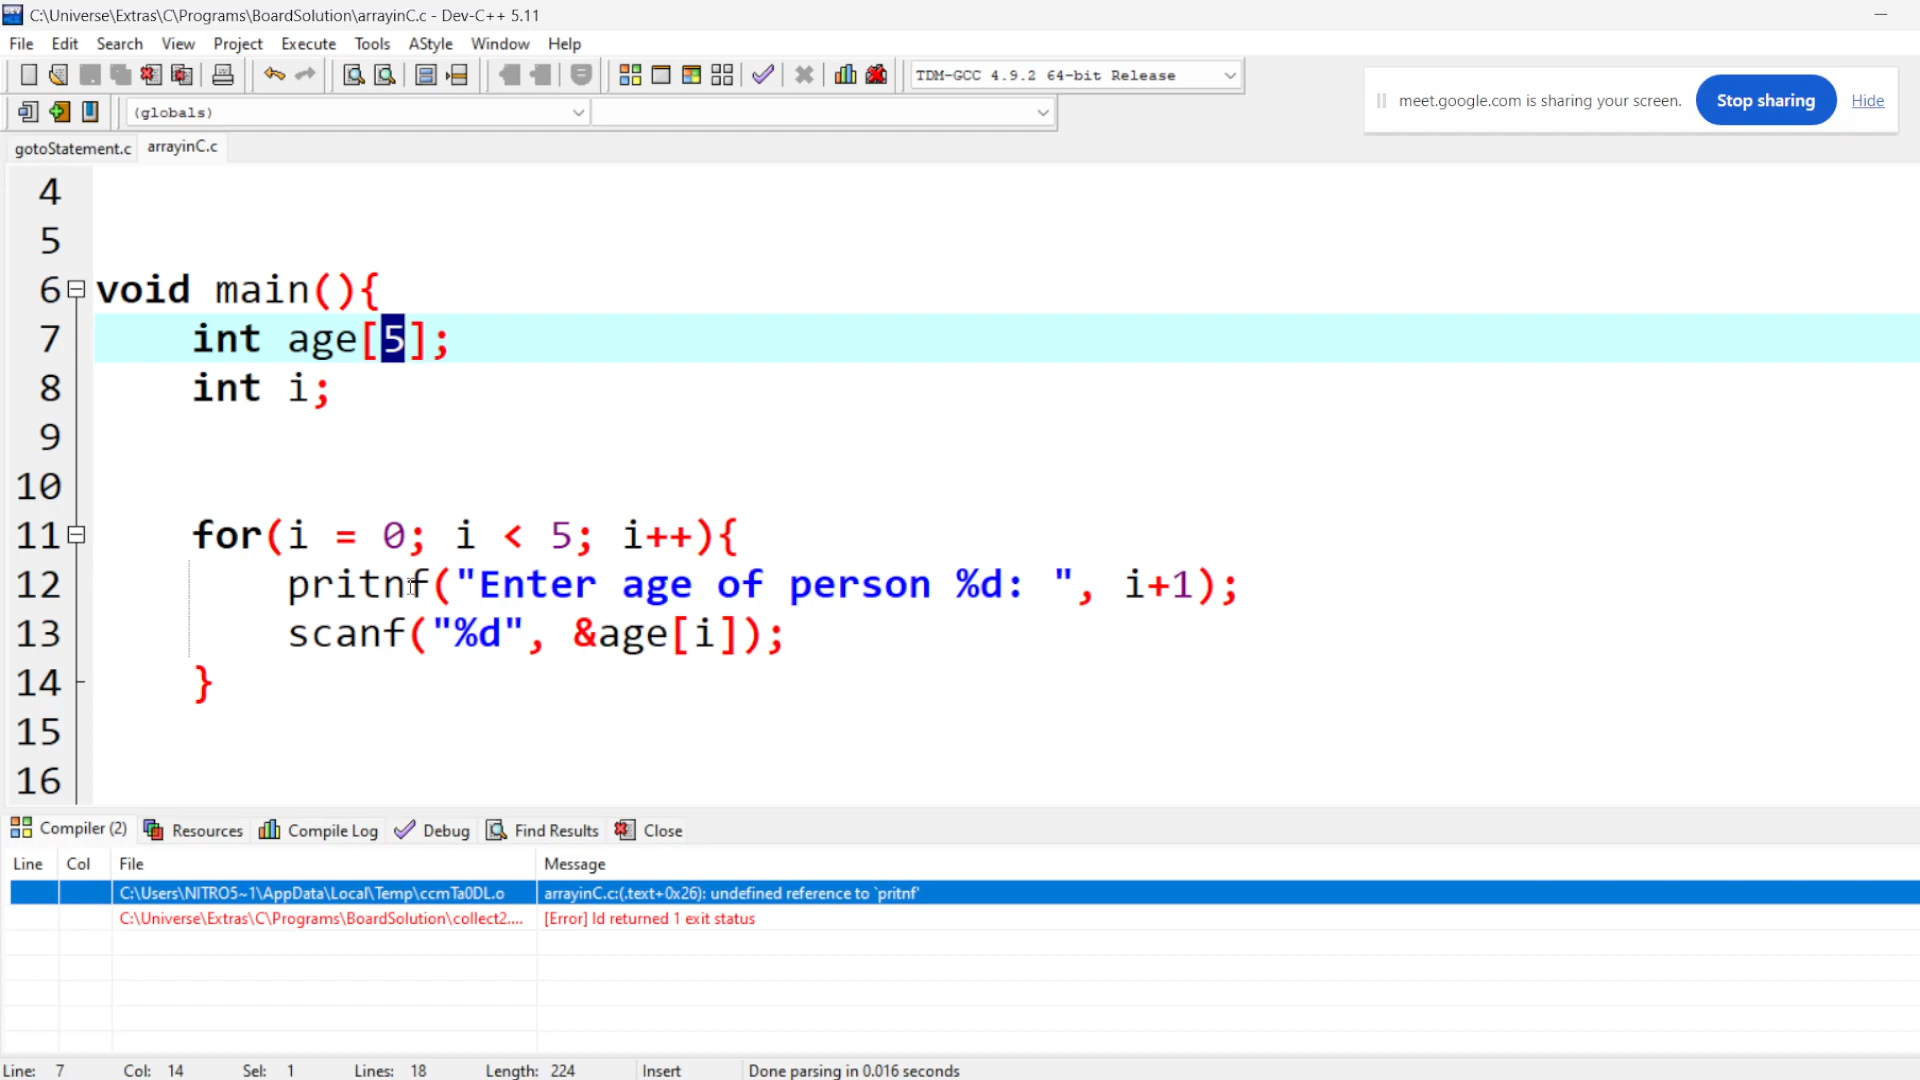 C:\Universe\Extras\C\Programs\BoardSolution\arrayinC.c - Dev-C++ 5.11
File Edit Search View Project Execute Tools AStyle Window Help
TDM-GCC 4.9.2 64-bit Release
meet.google.com is sharing your screen. Stop sharing Hide
(globals)
gotoStatement.c arrayinC.c
4
5
6 void main(){
7 int age[5];
8 int i;
9
10
11 for(i = 0; i < 5; i++){
12 pritnf("Enter age of person %d: ", i+1);
13 scanf("%d", &age[i]);
14 }
15
16
Compiler (2) Resources Compile Log Debug Find Results Close
Line Col File Message
C:\Users\NITRO5~1\AppData\Local\Temp\ccmTa0DL.o arrayinC.c:(.text+0x26): undefined reference to `pritnf'
C:\Universe\Extras\C\Programs\BoardSolution\collect2.... [Error] ld returned 1 exit status
Line: 7 Col: 14 Sel: 1 Lines: 18 Length: 224 Insert Done parsing in 0.016 seconds